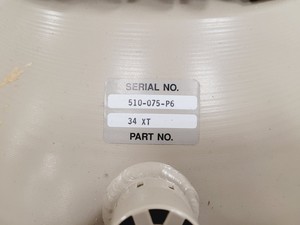 SERIAL NO.
510-075-P6
34 XT
PART NO.